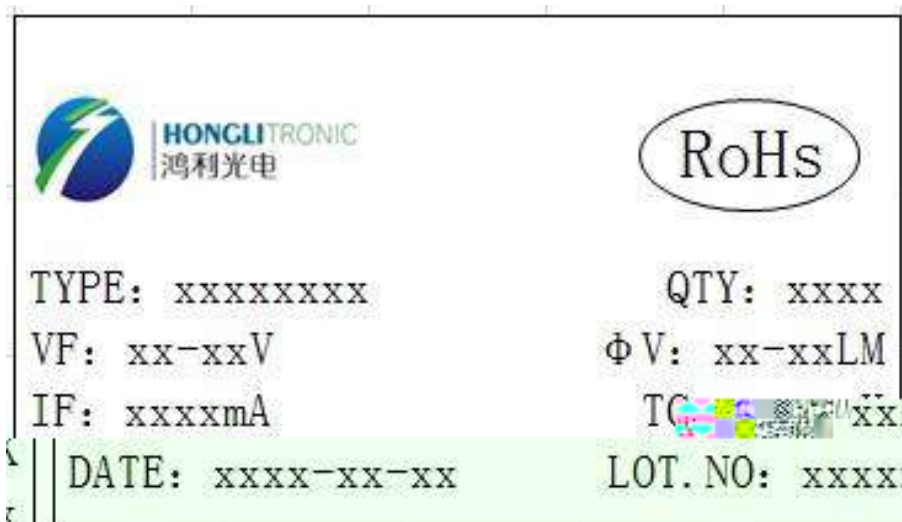 HONGLITRONIC
鸿利光电
RoHs
TYPE: xxxxxxxx QTY: xxxx
VF: xx-xxV ΦV: xx-xxLM
IF: xxxxmA
DATE: xxxx-xx-xx LOT.NO: xxxx